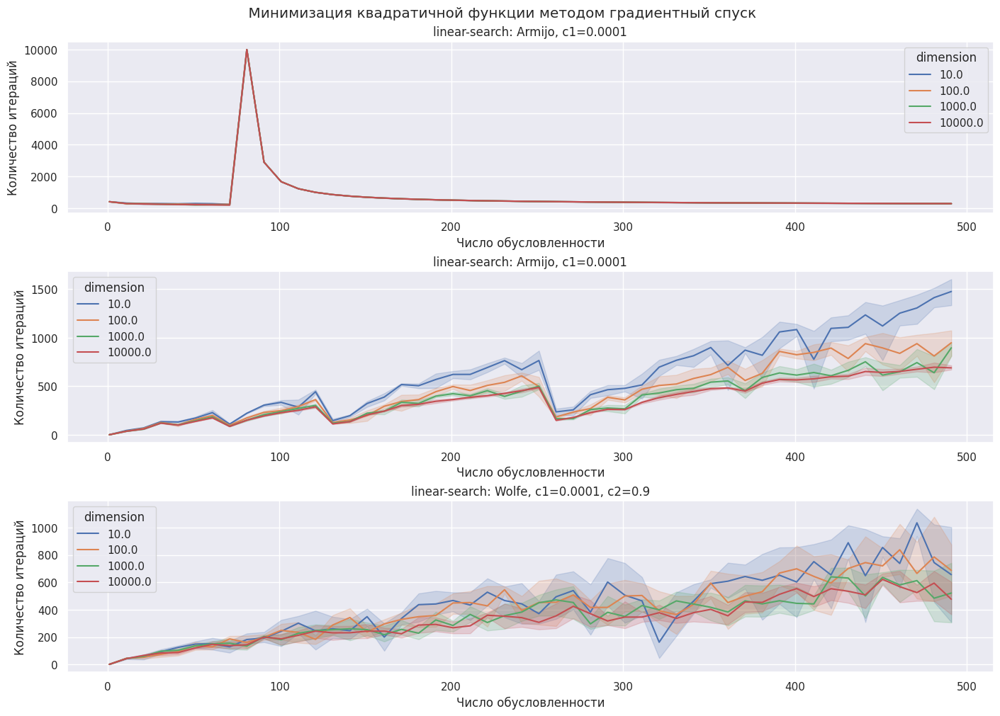 Минимизация квадратичной функции методом градиентный спуск
linear-search: Armijo, c1=0.0001
Количество итераций
10000
8000
6000
4000
2000
0
dimension
10.0
100.0
1000.0
10000.0
0 100 200 300 400 500
Число обусловленности
linear-search: Armijo, c1=0.0001
Количество итераций
1500
1000
500
0
dimension
10.0
100.0
1000.0
10000.0
0 100 200 300 400 500
Число обусловленности
linear-search: Wolfe, c1=0.0001, c2=0.9
Количество итераций
1000
800
600
400
200
0
dimension
10.0
100.0
1000.0
10000.0
0 100 200 300 400 500
Число обусловленности